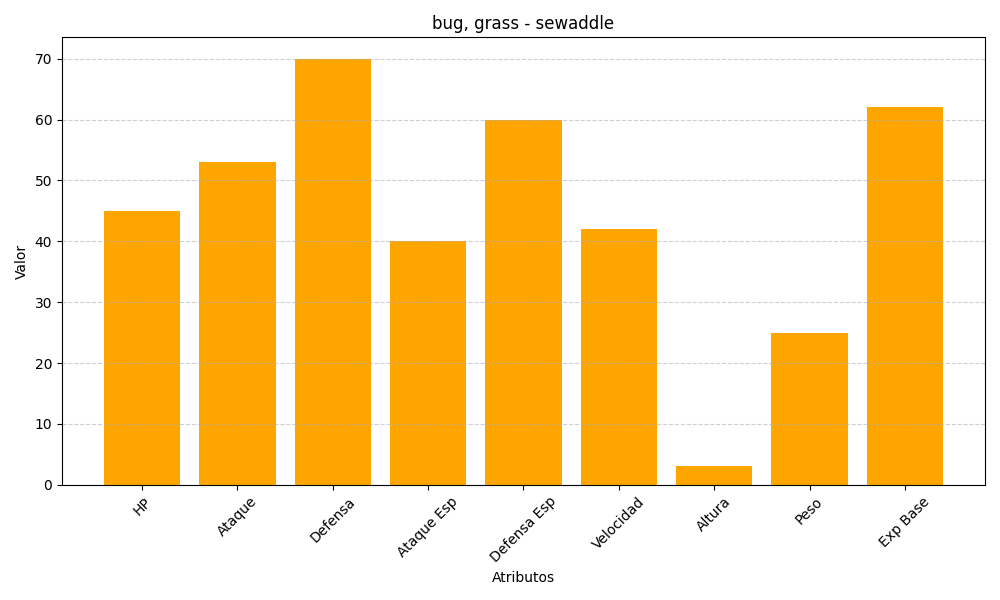 bug, grass - sewaddle
Valor
70
60
50
40
30
20
10
0
HP
Ataque
Defensa
Ataque Esp
Defensa Esp
Velocidad
Altura
Peso
Exp Base
Atributos